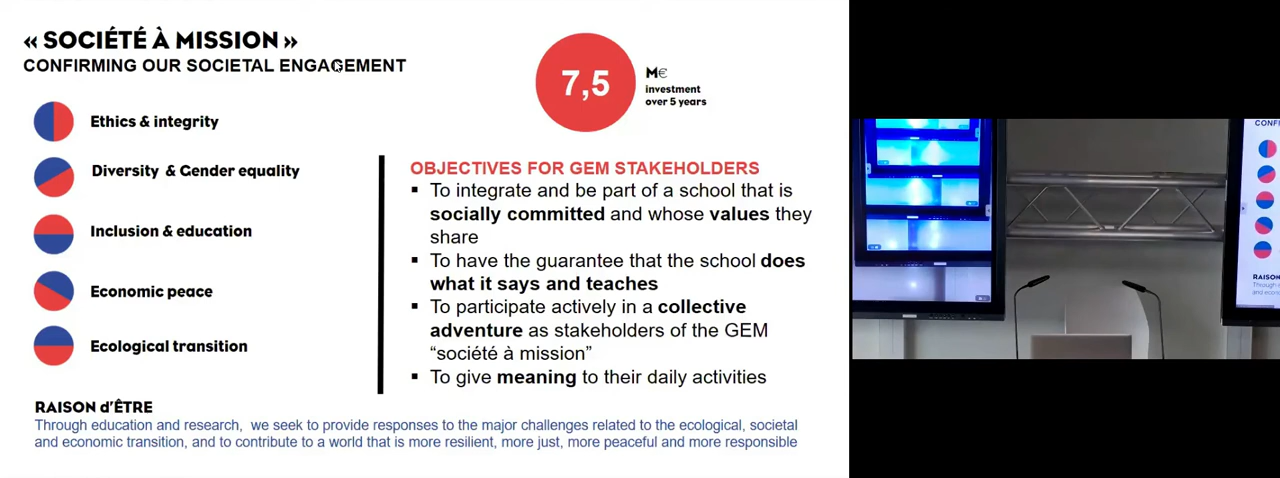 « SOCIÉTÉ À MISSION »
CONFIRMING OUR SOCIETAL ENGAGEMENT
7,5
M€
investment
over 5 years
Ethics & integrity
Diversity & Gender equality
Inclusion & education
Economic peace
Ecological transition
OBJECTIVES FOR GEM STAKEHOLDERS
▪ To integrate and be part of a school that is
socially committed and whose values they
share
▪ To have the guarantee that the school does
what it says and teaches
▪ To participate actively in a collective
adventure as stakeholders of the GEM
“société à mission”
▪ To give meaning to their daily activities
RAISON d'ÊTRE
Through education and research, we seek to provide responses to the major challenges related to the ecological, societal
and economic transition, and to contribute to a world that is more resilient, more just, more peaceful and more responsible
CONFI
RAISON
Through e
and econo